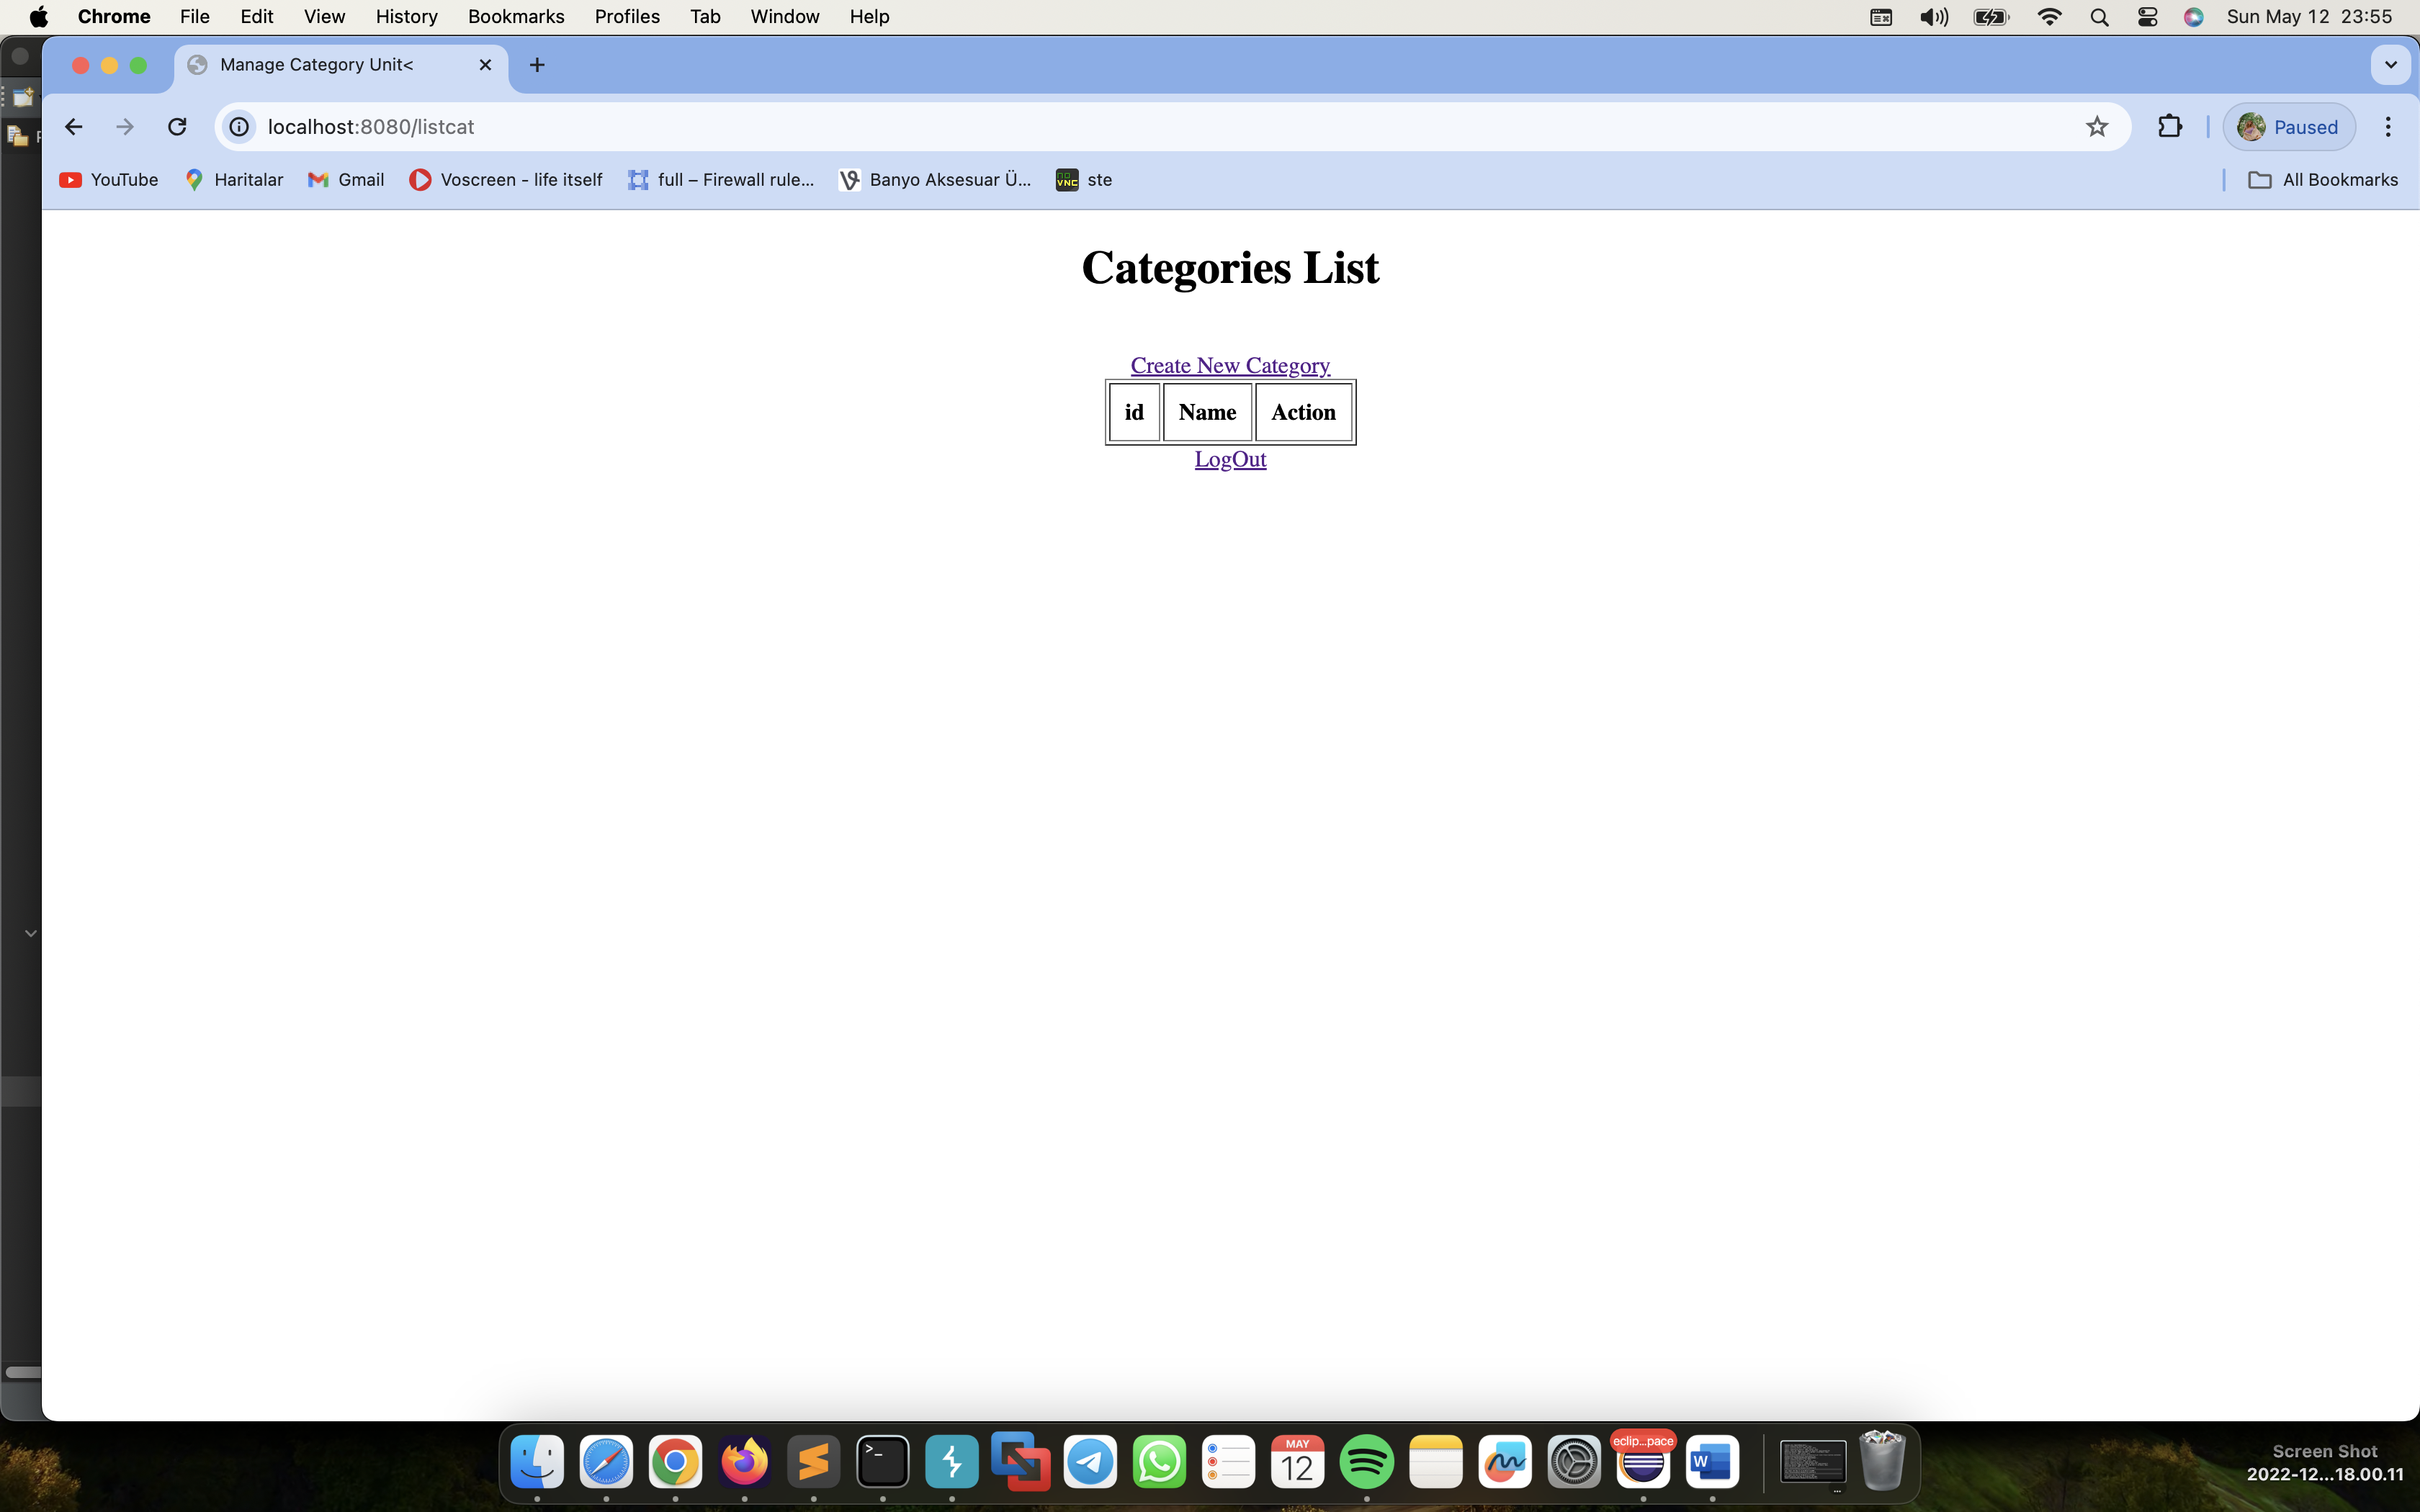 Chrome File Edit View History Bookmarks Profiles Tab Window Help Sun May 12 23:55
Manage Category Unit<
localhost:8080/listcat Paused
YouTube Haritalar Gmail Voscreen - life itself full – Firewall rule... Banyo Aksesuar Ü... ste All Bookmarks
Categories List
Create New Category
id Name Action
LogOut
MAY
12
eclip...pace
W
Screen Shot
2022-12...18.00.11